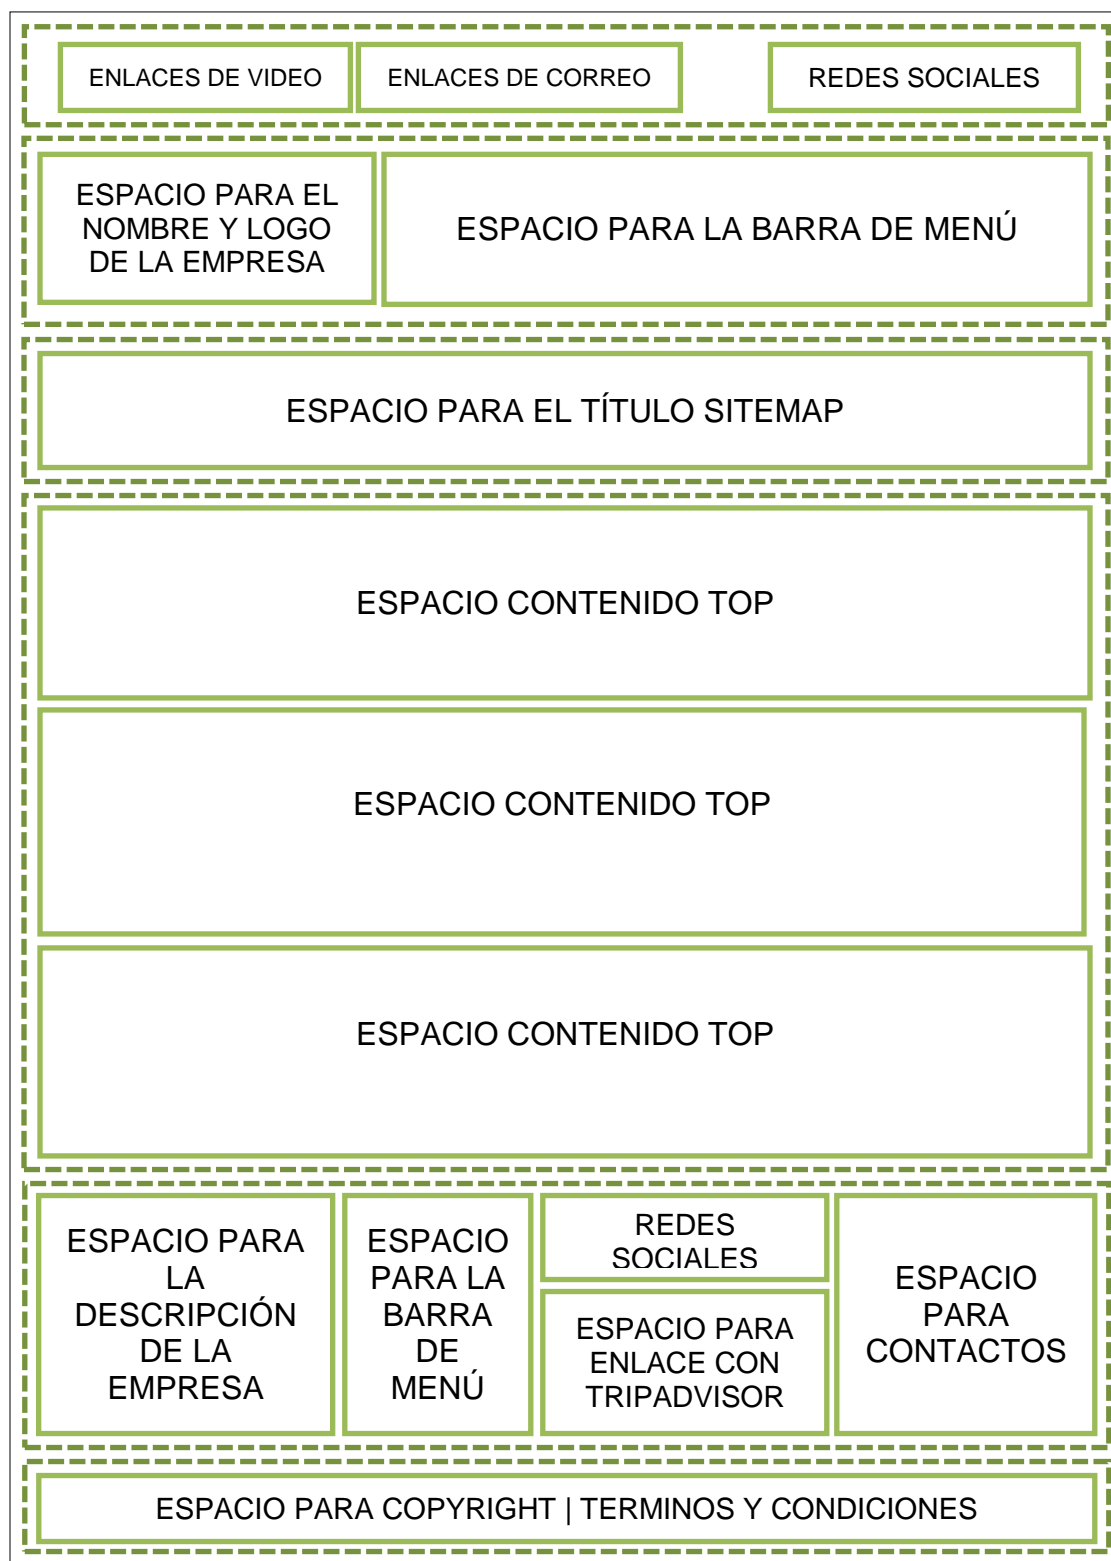 ENLACES DE VIDEO
ENLACES DE CORREO
REDES SOCIALES
ESPACIO PARA EL
NOMBRE Y LOGO
DE LA EMPRESA
ESPACIO PARA LA BARRA DE MENÚ
ESPACIO PARA EL TÍTULO SITEMAP
ESPACIO CONTENIDO TOP
ESPACIO CONTENIDO TOP
ESPACIO CONTENIDO TOP
ESPACIO PARA
LA
DESCRIPCIÓN
DE LA
EMPRESA
ESPACIO
PARA LA
BARRA
DE
MENÚ
REDES
SOCIALES
ESPACIO PARA
ENLACE CON
TRIPADVISOR
ESPACIO
PARA
CONTACTOS
ESPACIO PARA COPYRIGHT | TERMINOS Y CONDICIONES